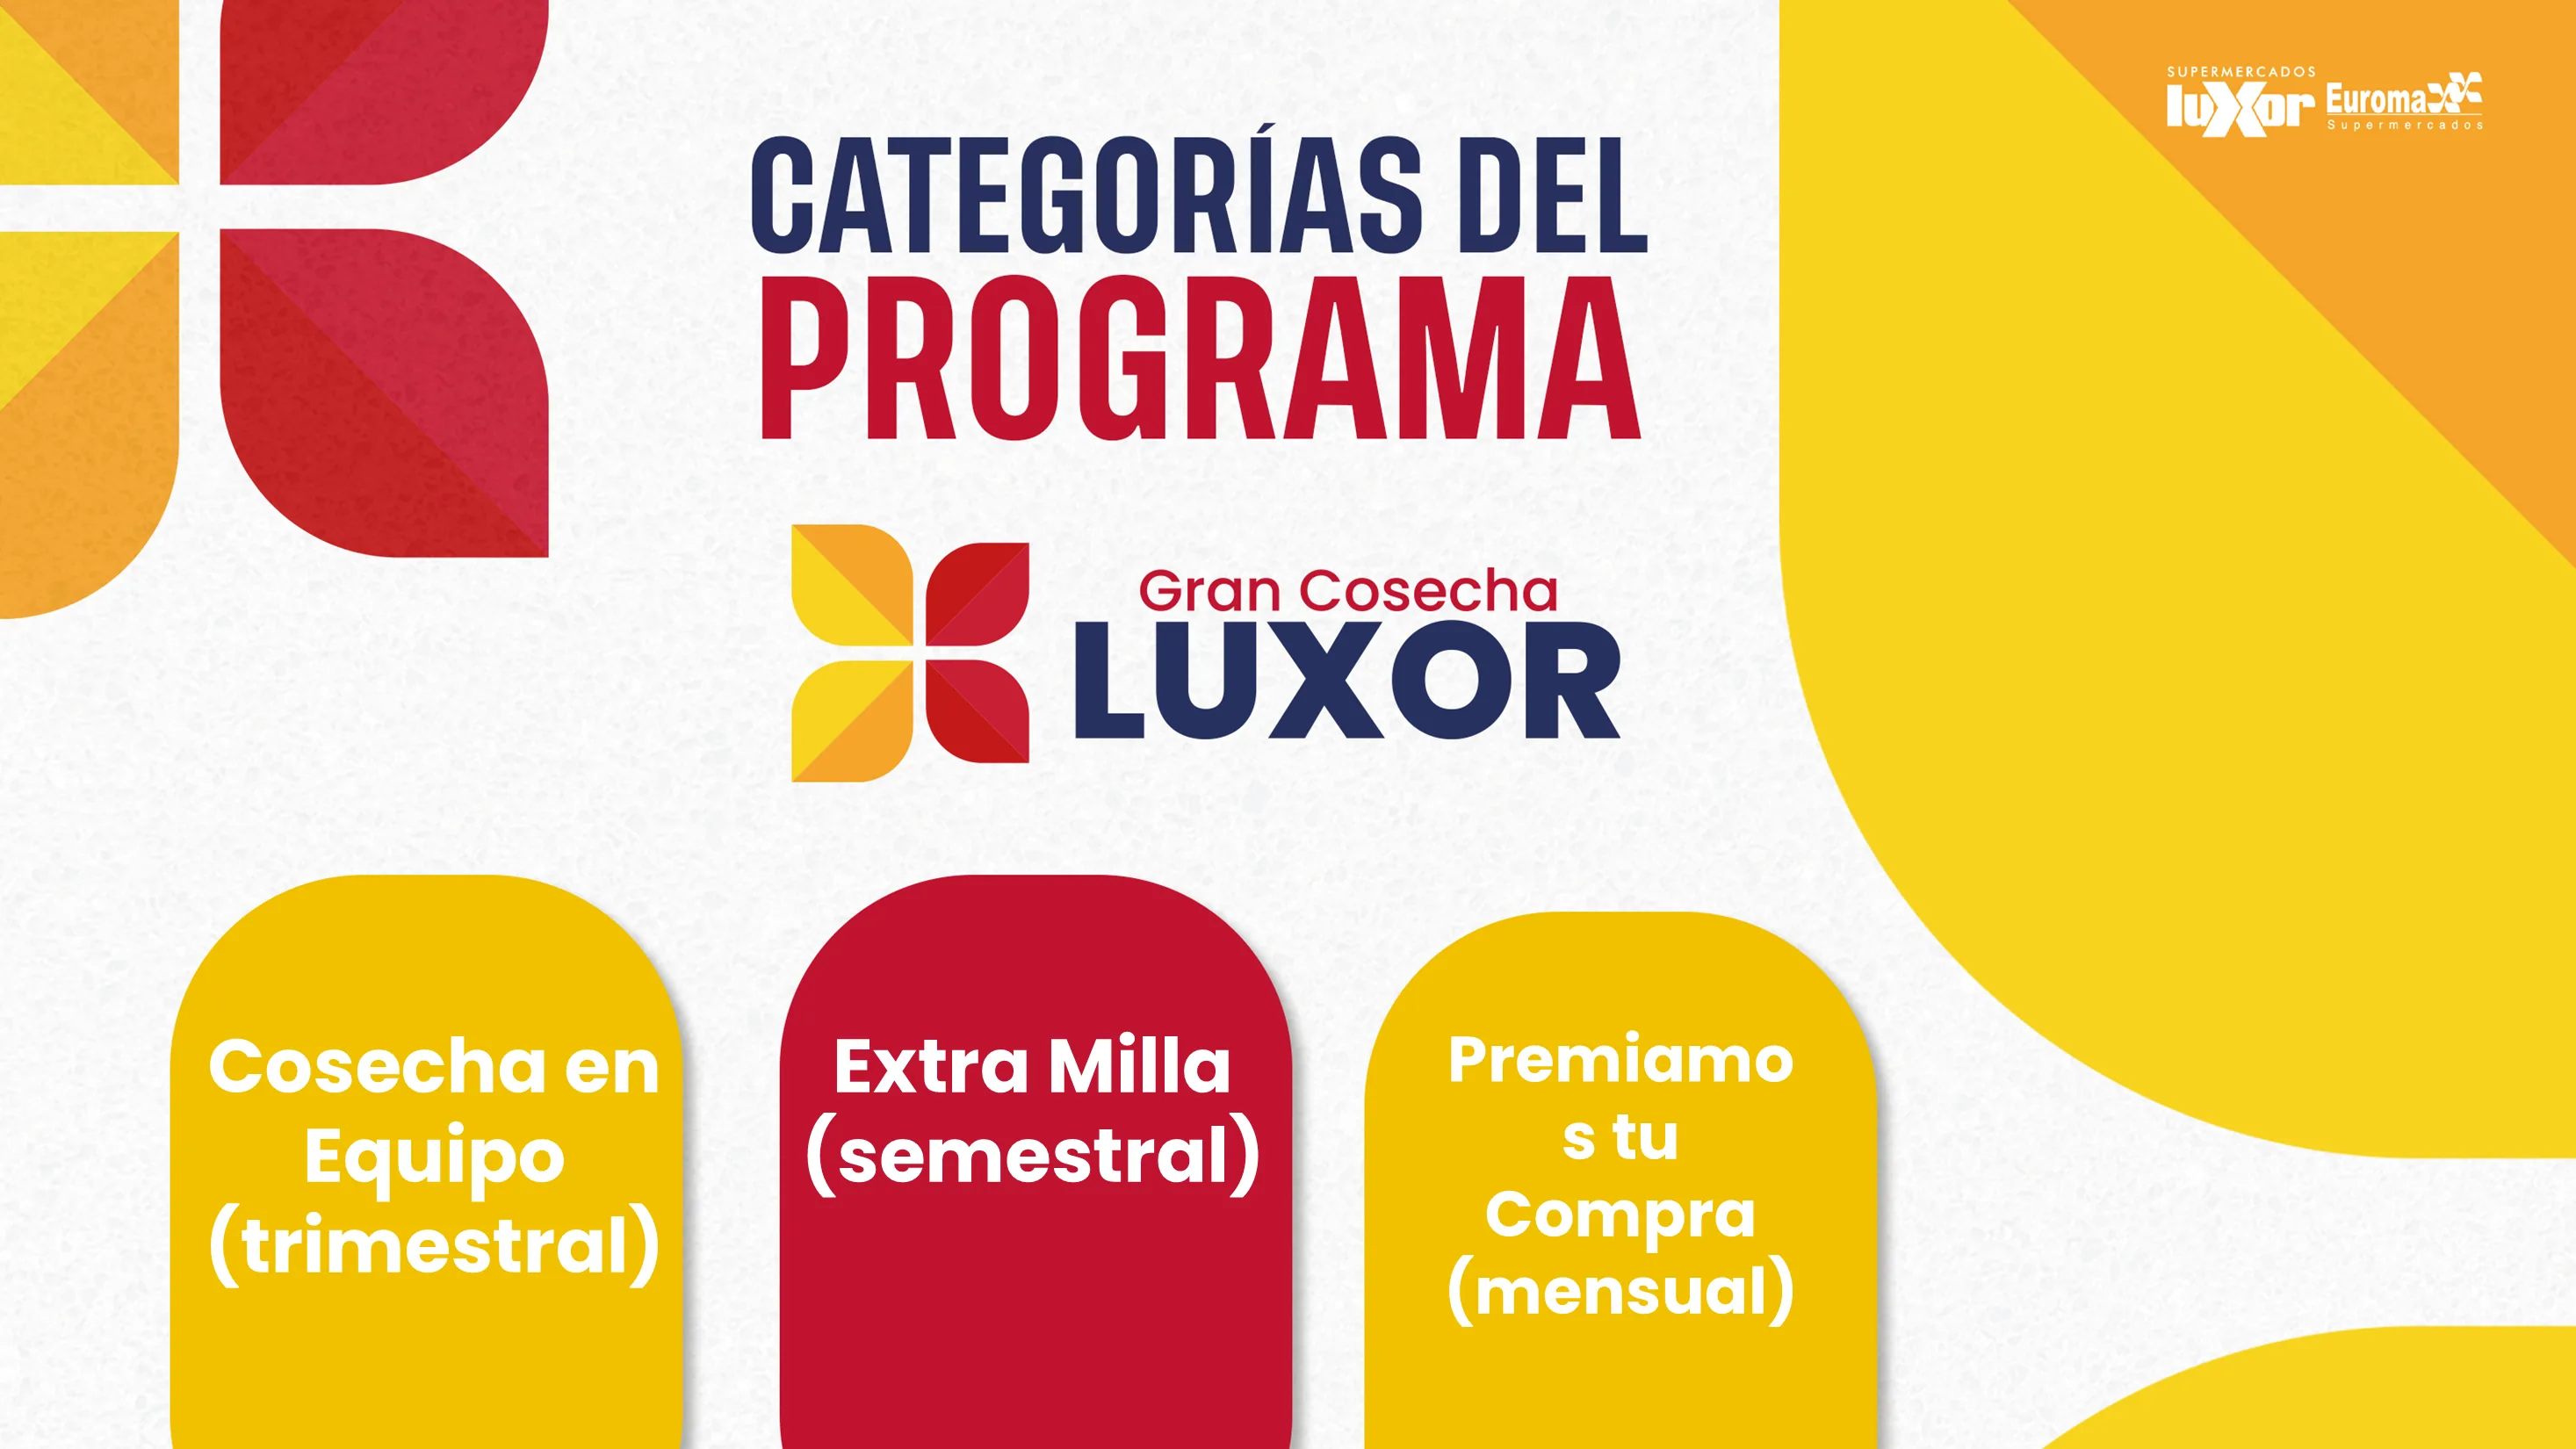 SUPERMERCADOS
luXor
Euromaxx
Supermercados
CATEGORÍAS DEL
PROGRAMA
Gran Cosecha
LUXOR
Cosecha en
Equipo
(trimestral)
Extra Milla
(semestral)
Premiamo
s tu
Compra
(mensual)